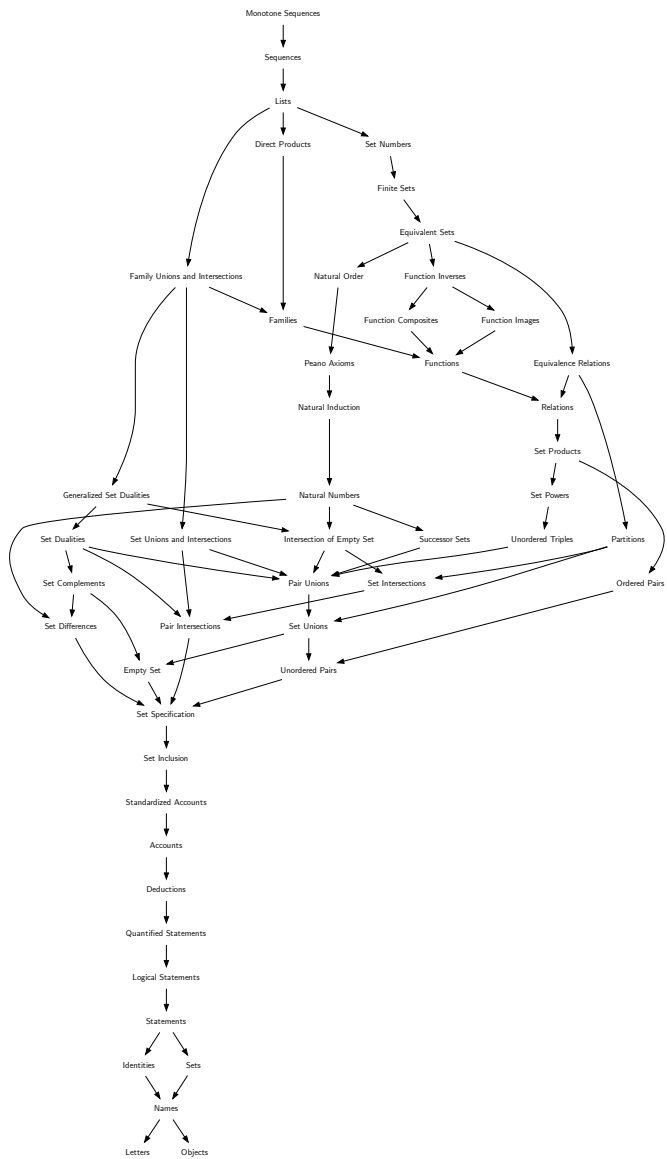 Monotone Sequences
Sequences
Lists
Direct Products
Set Numbers
Finite Sets
Equivalent Sets
Family Unions and Intersections
Natural Order
Function Inverses
Families
Function Composites
Function Images
Peano Axioms
Functions
Equivalence Relations
Natural Induction
Relations
Set Products
Generalized Set Dualities
Natural Numbers
Set Powers
Set Dualities
Set Unions and Intersections
Intersection of Empty Set
Successor Sets
Unordered Triples
Partitions
Set Complements
Pair Unions
Set Intersections
Ordered Pairs
Set Differences
Pair Intersections
Set Unions
Empty Set
Unordered Pairs
Set Specification
Set Inclusion
Standardized Accounts
Accounts
Deductions
Quantified Statements
Logical Statements
Statements
Identities
Sets
Names
Letters
Objects